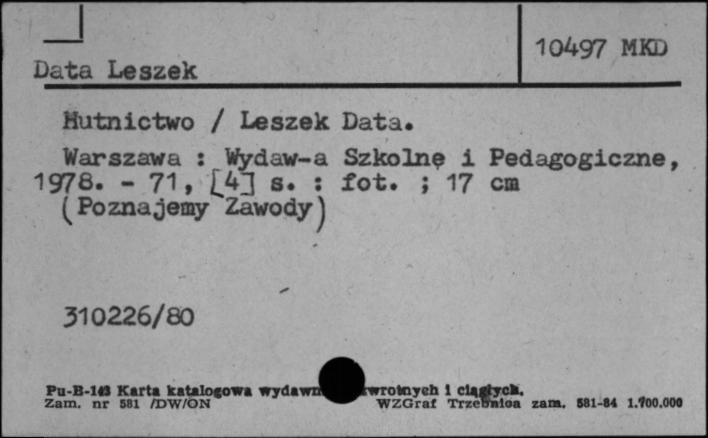 10497 MKD
Data Leszek
Hutnictwo / Leszek Data.
Warszawa : Wydaw-a Szkolne i Pedagogiczne,
1978. - 71, [4] s. : fot. ; 17 cm
(Poznajemy Zawody)
310226/80
Pu-B-143 Karta katalogowa ciągłych.
Zam. nr 581 /DW/ON WZGraf Trzebnica zam. 581-84 1.700.000